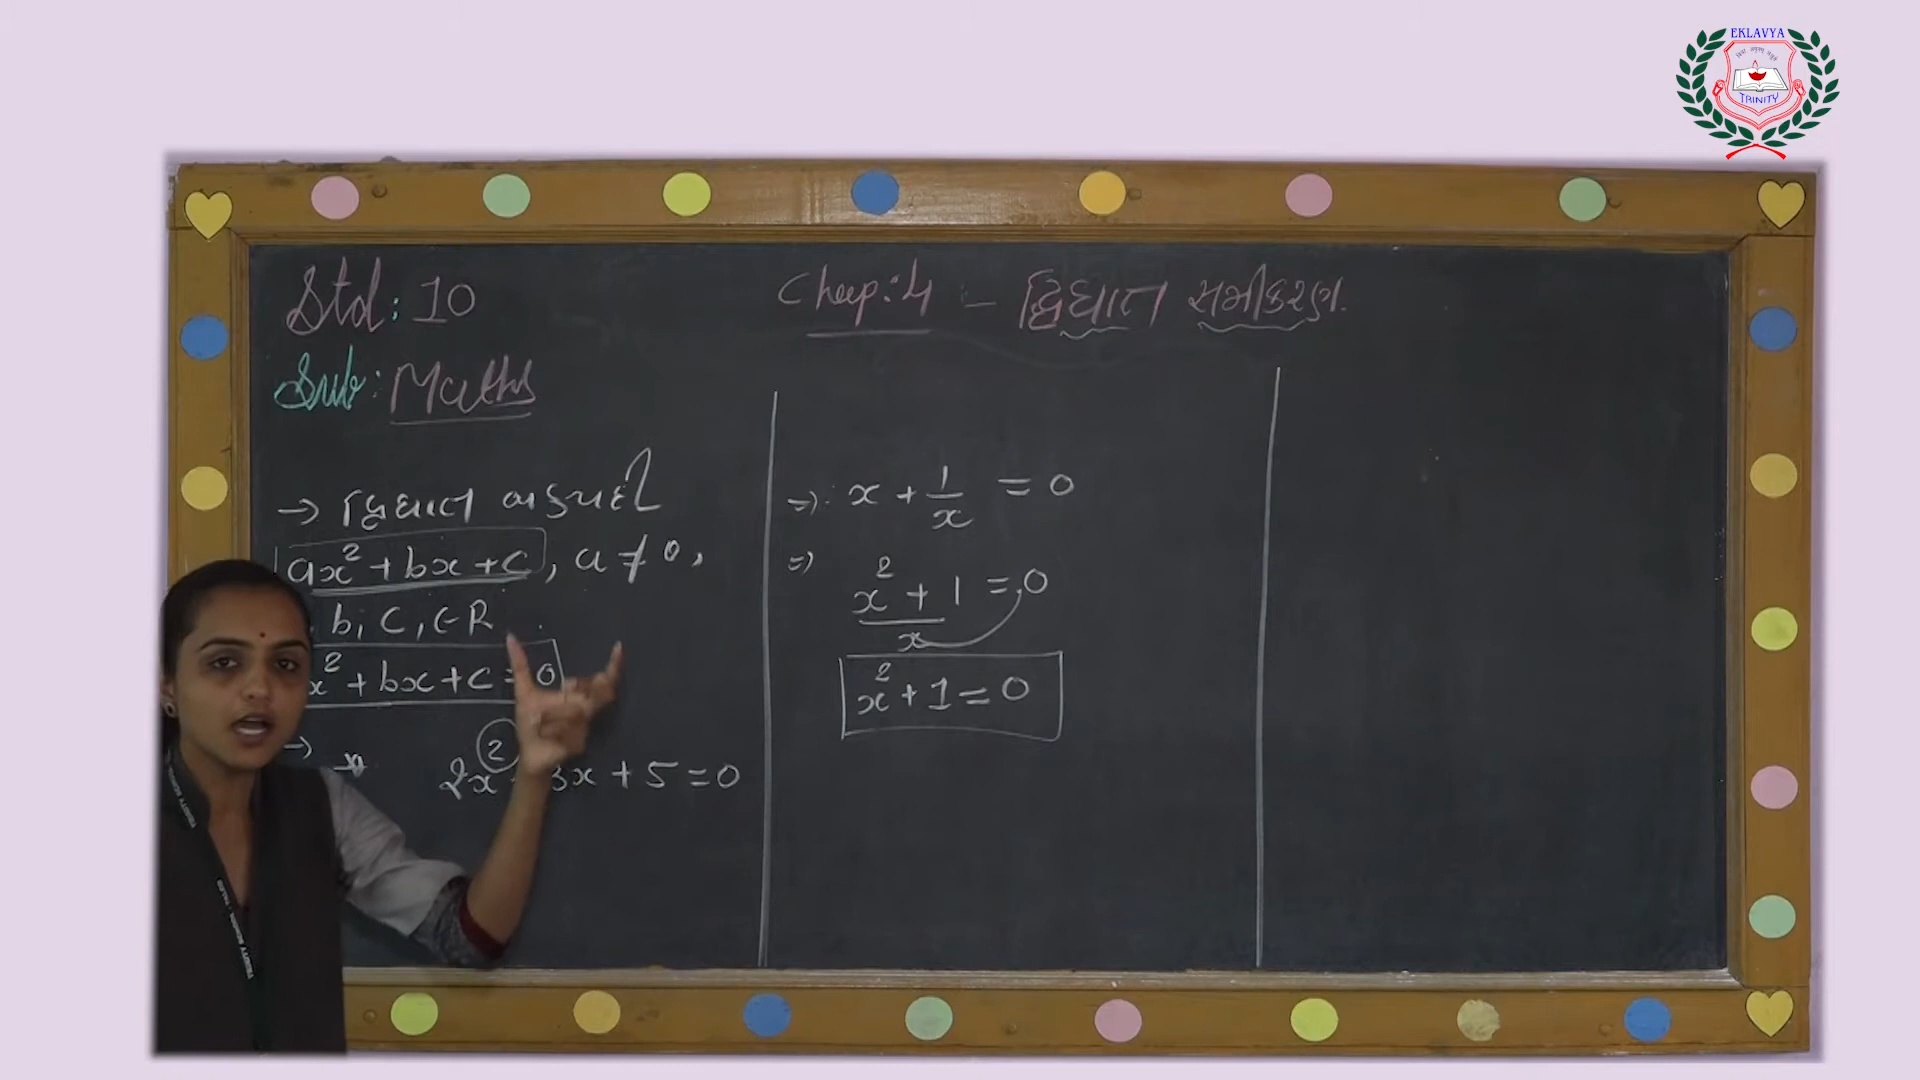 EKLAVYA
TRINITY
Std: 10
Chap: 4 - દ્વિઘાત સમીકરણ.
Sub: Maths
→ દ્વિઘાત બહુપદી
ax² + bx + c, a ≠ 0,
b, c, ∈ R
x² + bx + c = 0
→
2x² 3x + 5 = 0
⇒ x + 1/x = 0
⇒ x² + 1 / x = 0
x² + 1 = 0